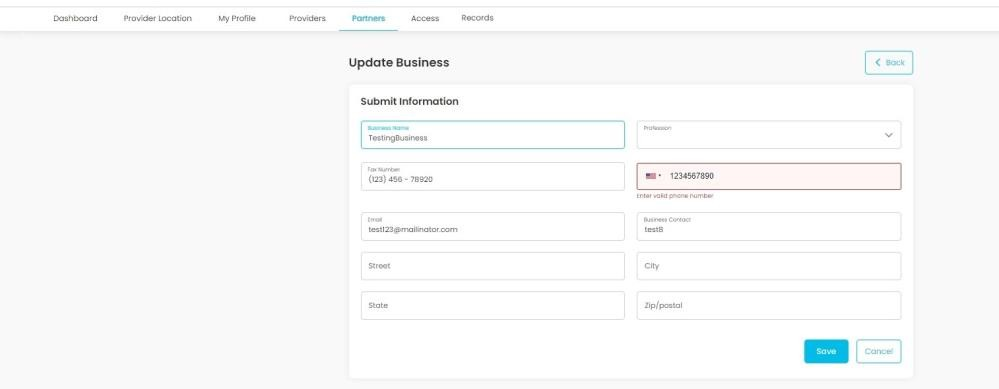 Dashboard Provider Location My Profile Providers Partners Access Records
Update Business
Back
Submit Information
Business Name
TestingBusiness
Profession
Fax Number
(123) 456 - 78920
1234567890
Enter valid phone number
Email
test123@mailinator.com
Business Contact
test8
Street
City
State
Zip/postal
Save
Cancel